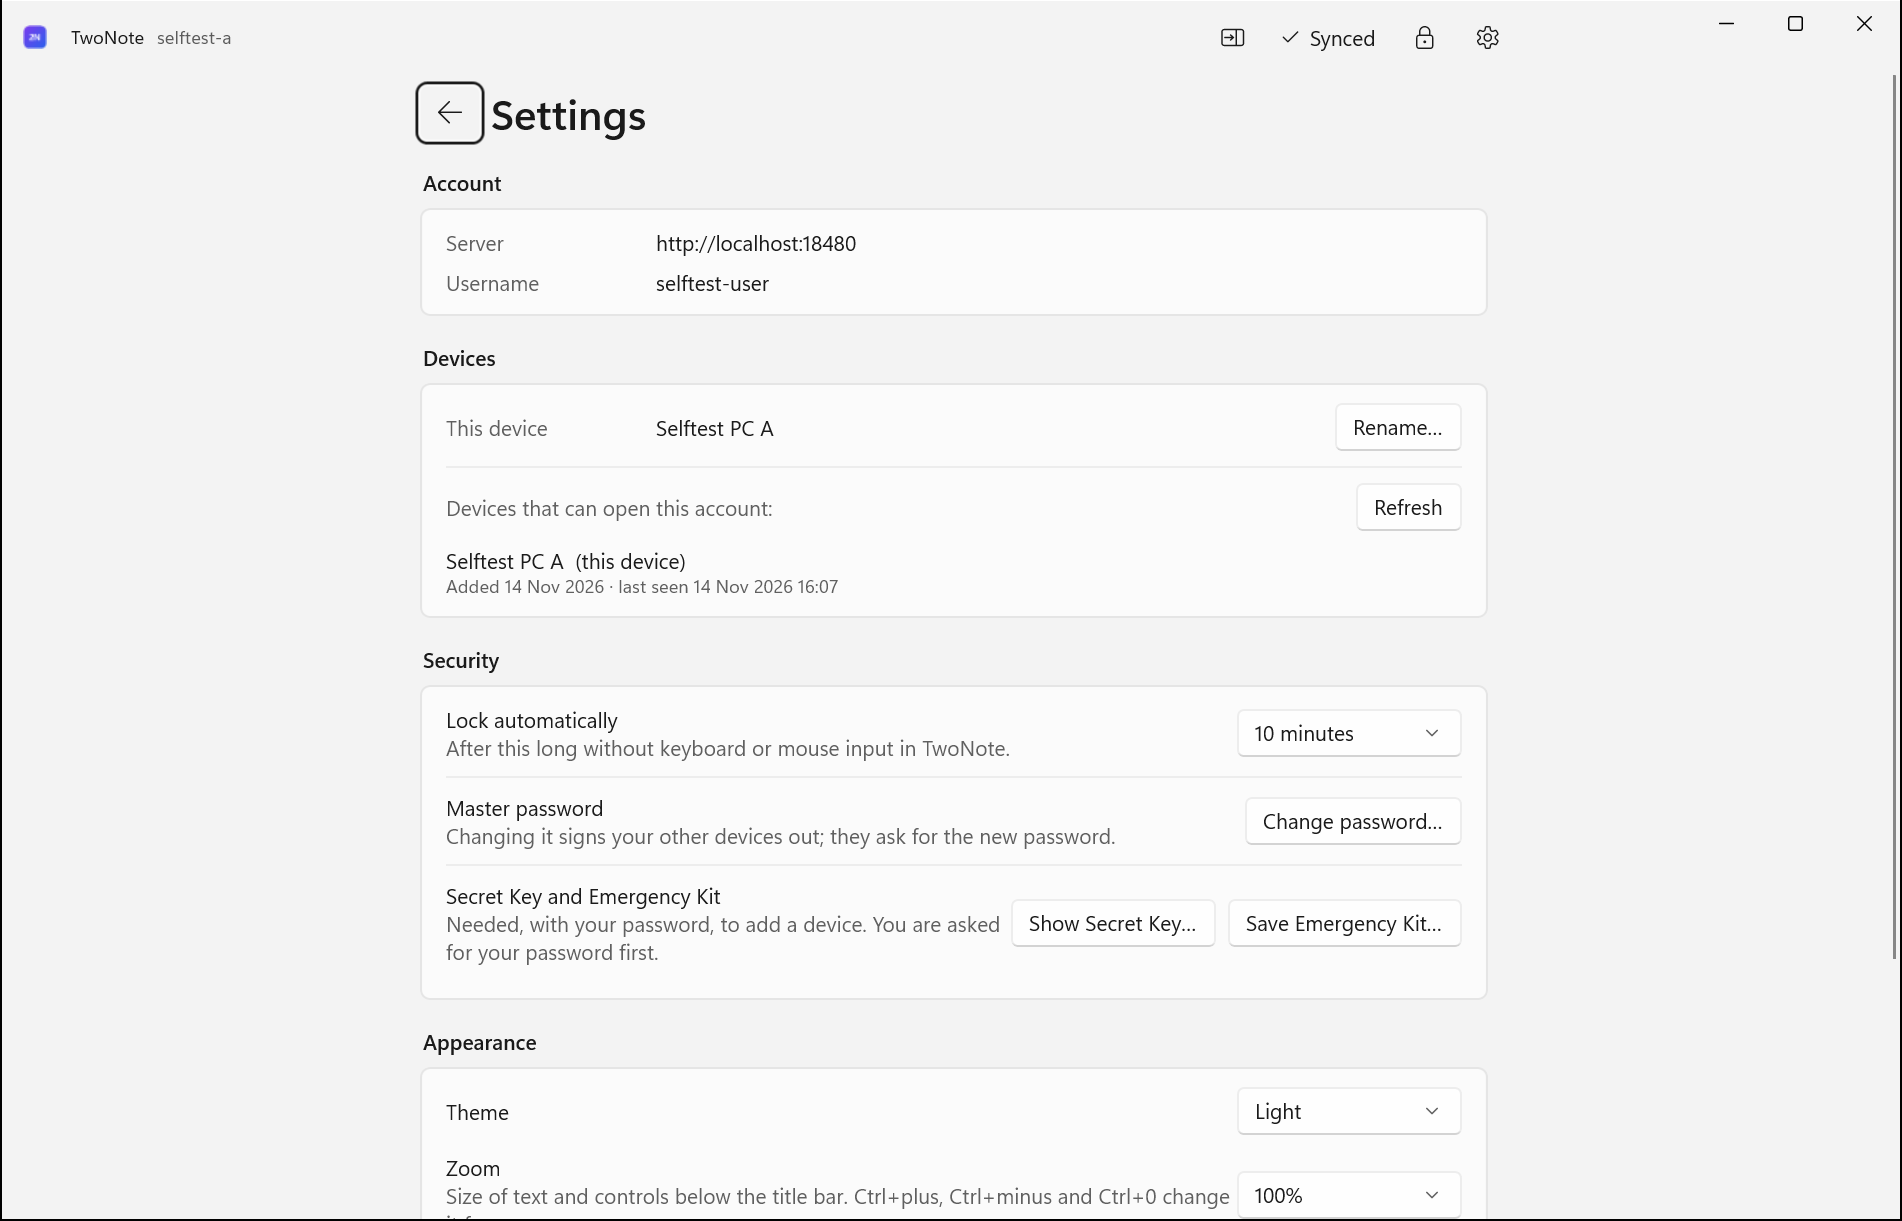 2N
TwoNote selftest-a
Synced
Settings
Account
Server http://localhost:18480
Username selftest-user
Devices
This device Selftest PC A Rename...
Devices that can open this account: Refresh
Selftest PC A (this device)
Added 14 Nov 2026 · last seen 14 Nov 2026 16:07
Security
Lock automatically
After this long without keyboard or mouse input in TwoNote.
10 minutes
Master password
Changing it signs your other devices out; they ask for the new password.
Change password...
Secret Key and Emergency Kit
Needed, with your password, to add a device. You are asked
for your password first.
Show Secret Key... Save Emergency Kit...
Appearance
Theme Light
Zoom
Size of text and controls below the title bar. Ctrl+plus, Ctrl+minus and Ctrl+0 change
100%